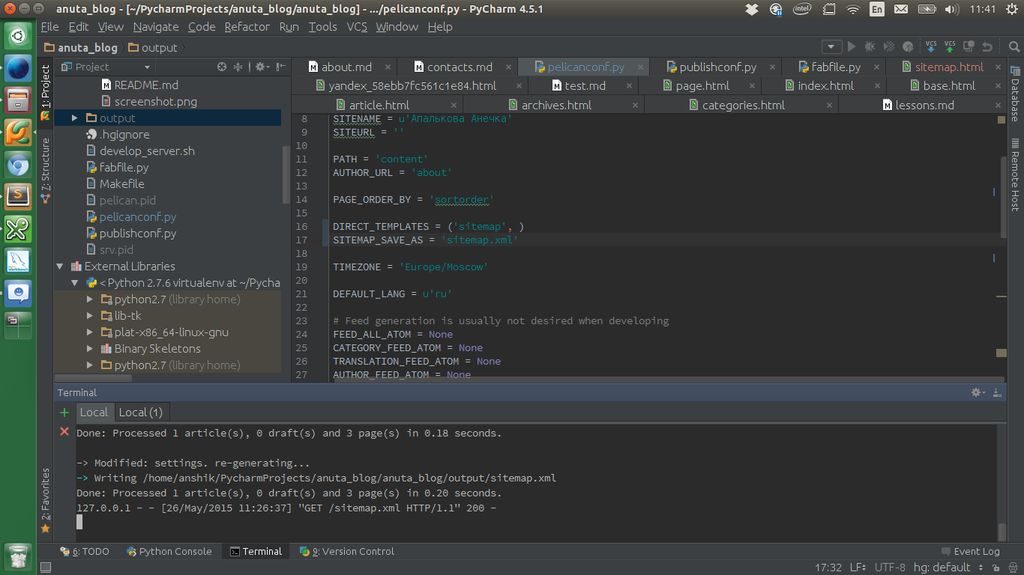 anuta_blog - [~/PycharmProjects/anuta_blog/anuta_blog] - .../pelicanconf.py - PyCharm 4.5.1
En
11:41
File Edit View Navigate Code Refactor Run Tools VCS Window Help
anuta_blog output
VCS VCS
1: Project
7: Structure
2: Favorites
Project
README.md
screenshot.png
output
.hgignore
develop_server.sh
fabfile.py
Makefile
pelican.pid
pelicanconf.py
publishconf.py
srv.pid
External Libraries
< Python 2.7.6 virtualenv at ~/Pycha
python2.7 (library home)
lib-tk
plat-x86_64-linux-gnu
Binary Skeletons
python2.7 (library home)
about.md contacts.md pelicanconf.py publishconf.py fabfile.py sitemap.html
yandex_58ebb7fc561c1e84.html test.md page.html index.html base.html
article.html archives.html categories.html lessons.md
8 SITENAME = u'Апалькова Анечка'
9 SITEURL = ''
10
11 PATH = 'content'
12 AUTHOR_URL = 'about'
13
14 PAGE_ORDER_BY = 'sortorder'
15
16 DIRECT_TEMPLATES = ('sitemap', )
17 SITEMAP_SAVE_AS = 'sitemap.xml'
18
19 TIMEZONE = 'Europe/Moscow'
20
21 DEFAULT_LANG = u'ru'
22
23 # Feed generation is usually not desired when developing
24 FEED_ALL_ATOM = None
25 CATEGORY_FEED_ATOM = None
26 TRANSLATION_FEED_ATOM = None
27 AUTHOR_FEED_ATOM = None
Database
Remote Host
Terminal
Local Local (1)
Done: Processed 1 article(s), 0 draft(s) and 3 page(s) in 0.18 seconds.
-> Modified: settings. re-generating...
-> Writing /home/anshik/PycharmProjects/anuta_blog/anuta_blog/output/sitemap.xml
Done: Processed 1 article(s), 0 draft(s) and 3 page(s) in 0.20 seconds.
127.0.0.1 - - [26/May/2015 11:26:37] "GET /sitemap.xml HTTP/1.1" 200 -
6: TODO Python Console Terminal 9: Version Control Event Log
17:32 LF÷ UTF-8 hg: default